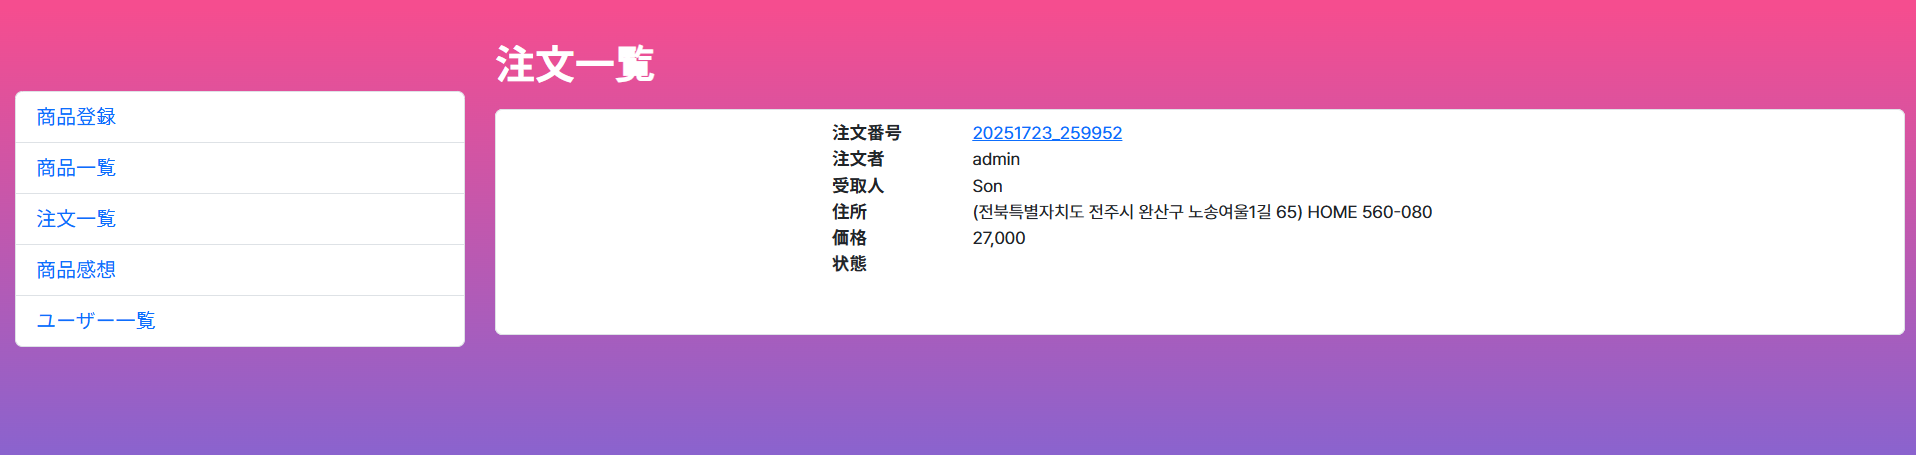 注文一覧
商品登録
商品一覧
注文一覧
商品感想
ユーザー一覧
注文番号 20251723_259952
注文者 admin
受取人 Son
住所 (전북특별자치도 전주시 완산구 노송여울1길 65) HOME 560-080
価格 27,000
状態